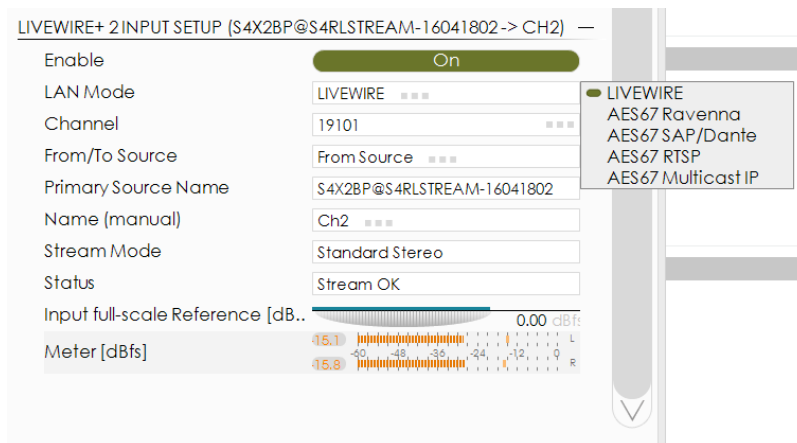 LIVEWIRE+ 2 INPUT SETUP (S4X2BP@S4RLSTREAM-16041802 -> CH2) —
Enable On
LAN Mode LIVEWIRE
Channel 19101
From/To Source From Source
Primary Source Name S4X2BP@S4RLSTREAM-16041802
Name (manual) Ch2
Stream Mode Standard Stereo
Status Stream OK
Input full-scale Reference [dB.. 0.00 dBfs
Meter [dBfs]
-15.1 L
-60 -48 -36 -24 -12 0
-15.8 R
LIVEWIRE
AES67 Ravenna
AES67 SAP/Dante
AES67 RTSP
AES67 Multicast IP